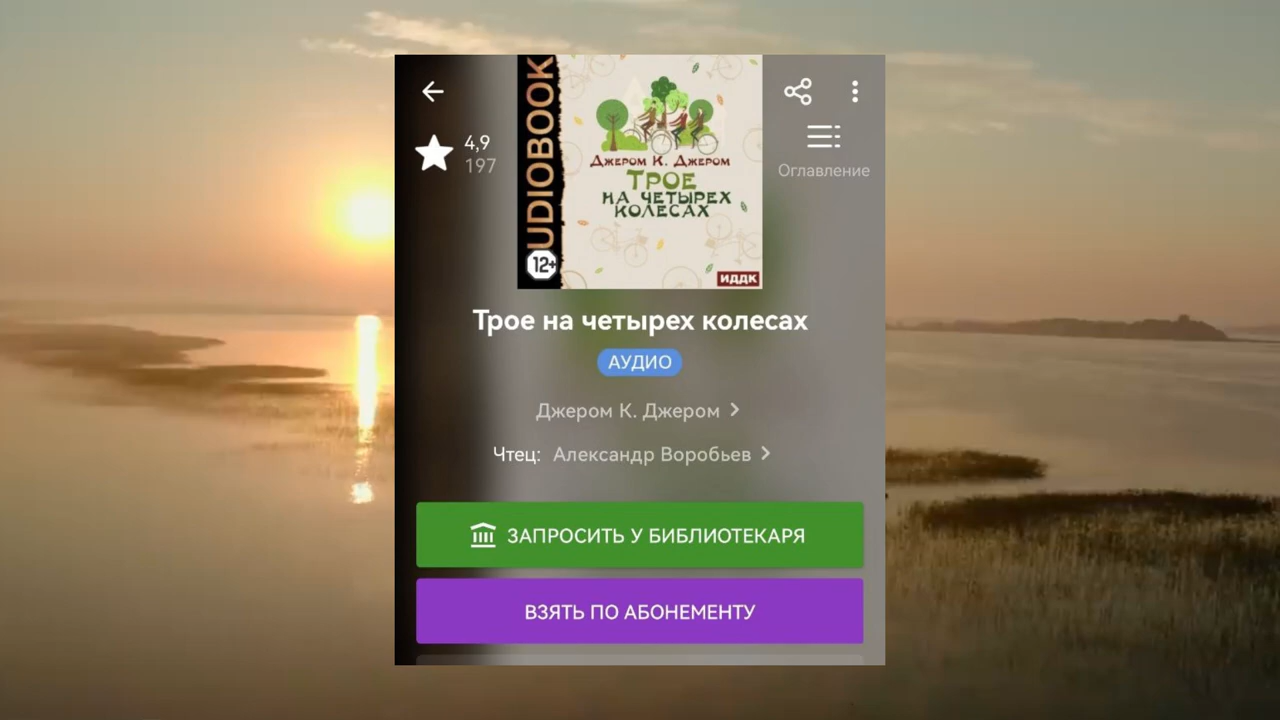 UDIOBOOK
12+
Джером К. Джером
Трое
на четырех
колесах
ИДДК
4,9
197
Оглавление
Трое на четырех колесах
АУДИО
Джером К. Джером
Чтец: Александр Воробьев
ЗАПРОСИТЬ У БИБЛИОТЕКАРЯ
ВЗЯТЬ ПО АБОНЕМЕНТУ